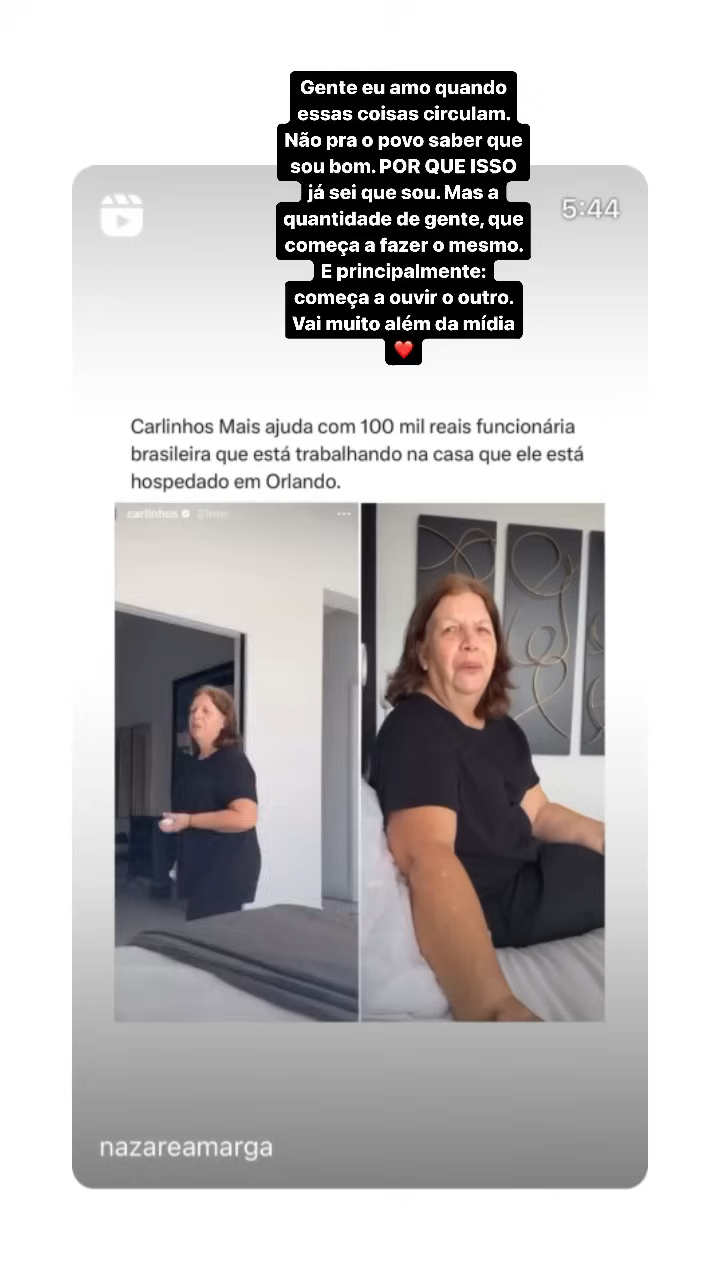 Gente eu amo quando
essas coisas circulam.
Não pra o povo saber que
sou bom. POR QUE ISSO
já sei que sou. Mas a
quantidade de gente, que
começa a fazer o mesmo.
E principalmente:
começa a ouvir o outro.
Vai muito além da mídia
❤️
5:44
Carlinhos Mais ajuda com 100 mil reais funcionária
brasileira que está trabalhando na casa que ele está
hospedado em Orlando.
carlinhos
nazareamarga